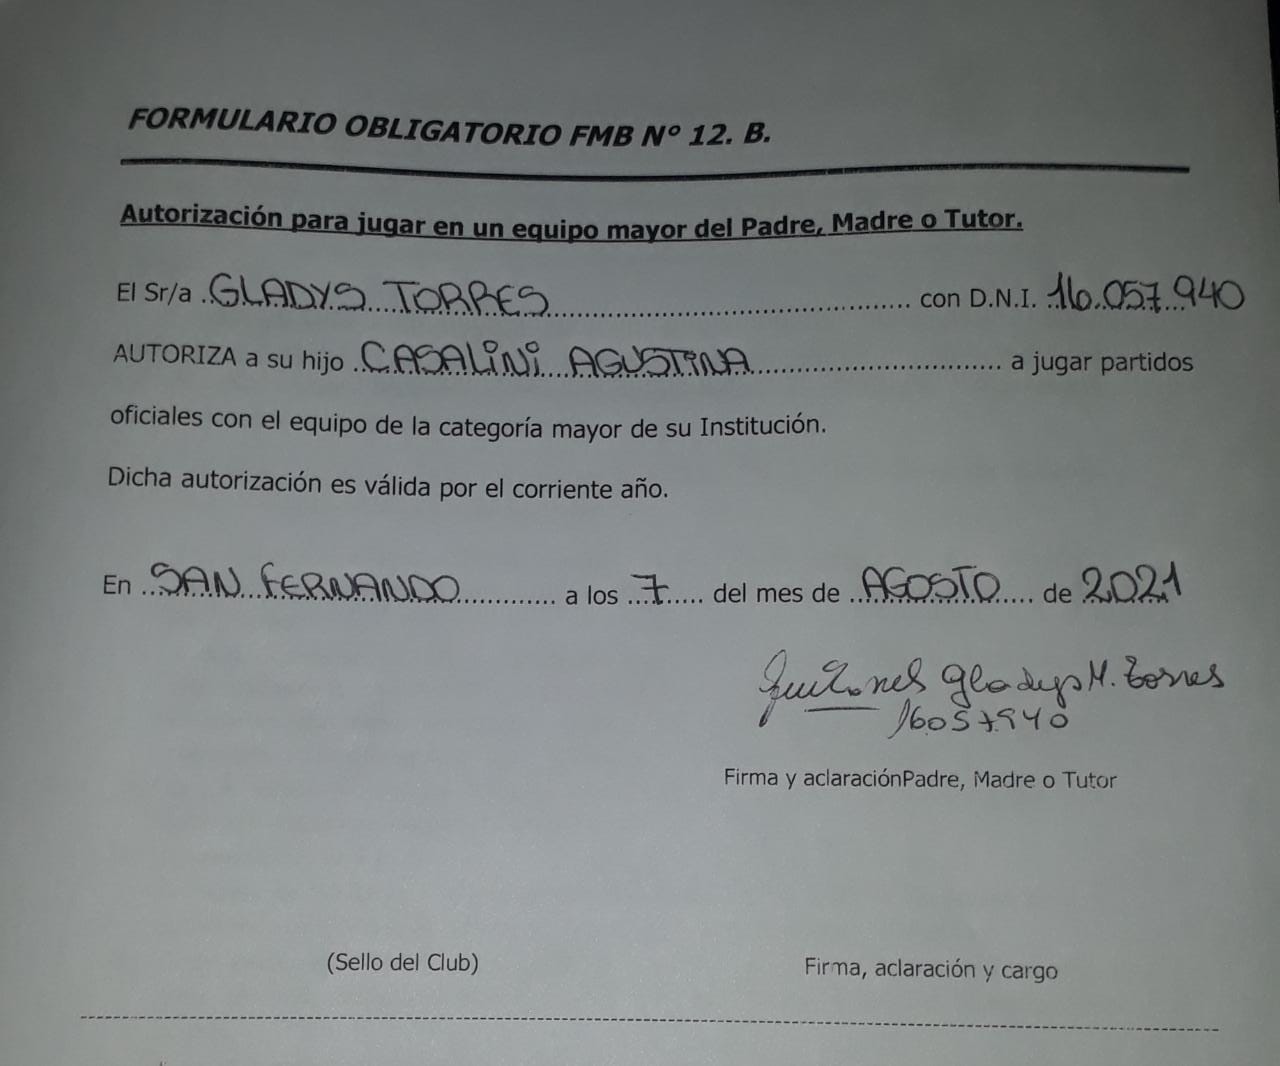 FORMULARIO OBLIGATORIO FMB Nº 12. B.
Autorización para jugar en un equipo mayor del Padre, Madre o Tutor.
El Sr/a .GLADYS TORRES.......... con D.N.I. 16.057.940
AUTORIZA a su hijo .CASALINI AGUSTINA.......... a jugar partidos
oficiales con el equipo de la categoría mayor de su Institución.
Dicha autorización es válida por el corriente año.
En ..SAN FERNANDO.......... a los ...7..... del mes de ..AGOSTO..... de 2021
Gladys M. Torres
16057940
Firma y aclaraciónPadre, Madre o Tutor
(Sello del Club)
Firma, aclaración y cargo